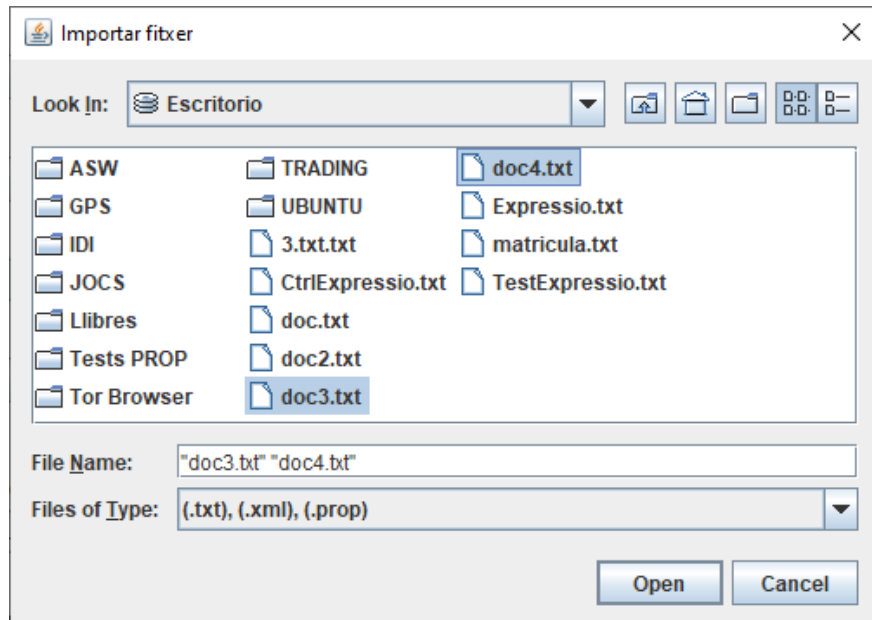 Importar fitxer
Look In: Escritorio
ASW TRADING doc4.txt
GPS UBUNTU Expressio.txt
IDI 3.txt.txt matricula.txt
JOCS CtrlExpressio.txt TestExpressio.txt
Llibres doc.txt
Tests PROP doc2.txt
Tor Browser doc3.txt
File Name: "doc3.txt" "doc4.txt"
Files of Type: (.txt), (.xml), (.prop)
Open Cancel